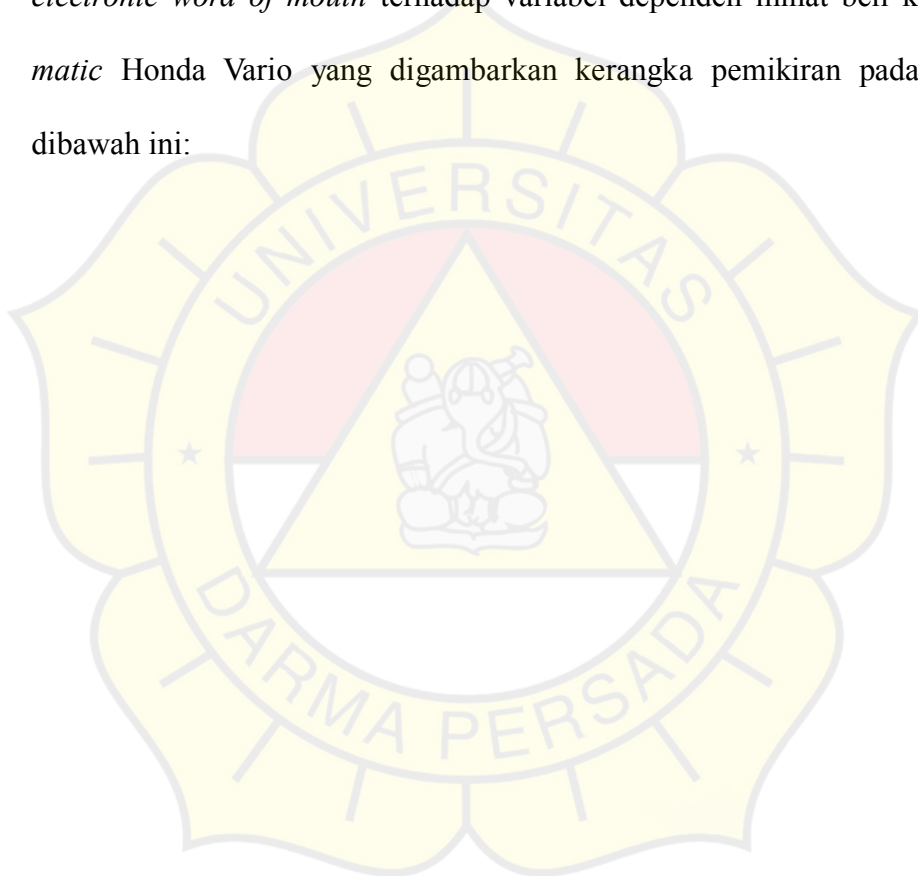 electronic word of mouth terhadap variabel dependen minat beli k
matic Honda Vario yang digambarkan kerangka pemikiran pada
dibawah ini:
UNIVERSITAS
DARMA PERSADA